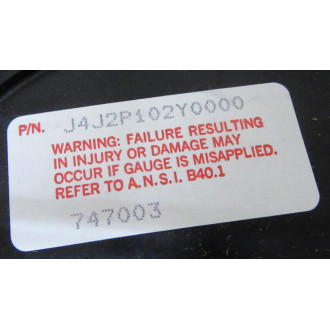 P/N. J4J2P102Y0000
WARNING: FAILURE RESULTING
IN INJURY OR DAMAGE MAY
OCCUR IF GAUGE IS MISAPPLIED.
REFER TO A.N.S.I. B40.1
747003